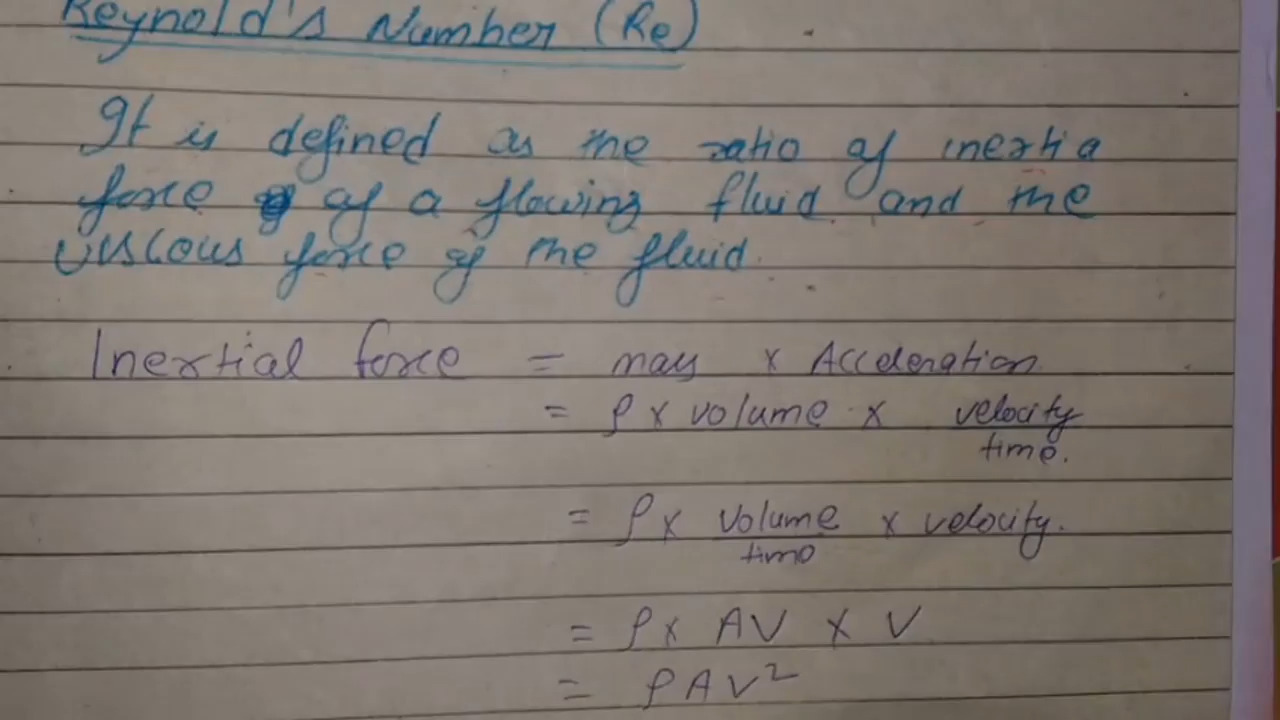 Reynold's Number (Re)
It is defined as the ratio of inertia
force of a flowing fluid and the
viscous force of the fluid.
Inertial force = mass × Acceleration
= ρ × volume × velocity/time.
= ρ × volume/time × velocity.
= ρ × AV × V
= ρAV²